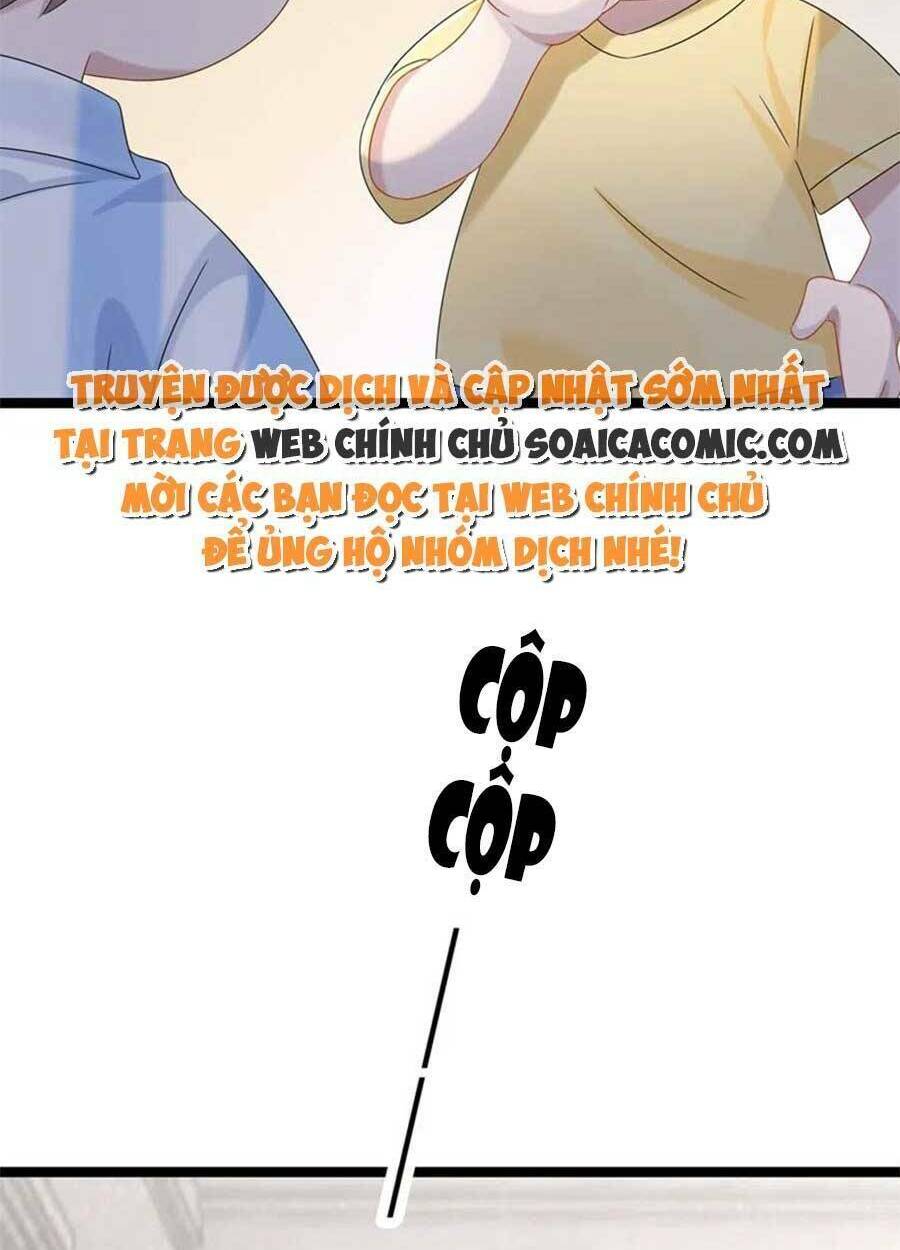 TRUYỆN ĐƯỢC DỊCH VÀ CẬP NHẬT SỚM NHẤT
TẠI TRANG WEB CHÍNH CHỦ SOAICACOMIC.COM
MỜI CÁC BẠN ĐỌC TẠI WEB CHÍNH CHỦ
ĐỂ ỦNG HỘ NHÓM DỊCH NHÉ!
CỘP
CỘP